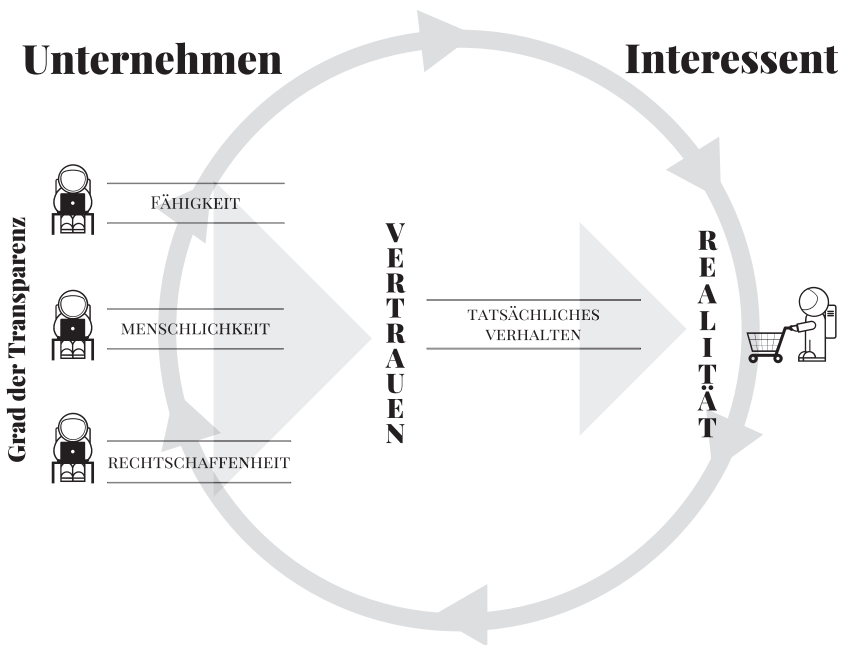 Unternehmen
Interessent
Grad der Transparenz
FÄHIGKEIT
MENSCHLICHKEIT
RECHTSCHAFFENHEIT
VERTRAUEN
TATSÄCHLICHES
VERHALTEN
REALITÄT